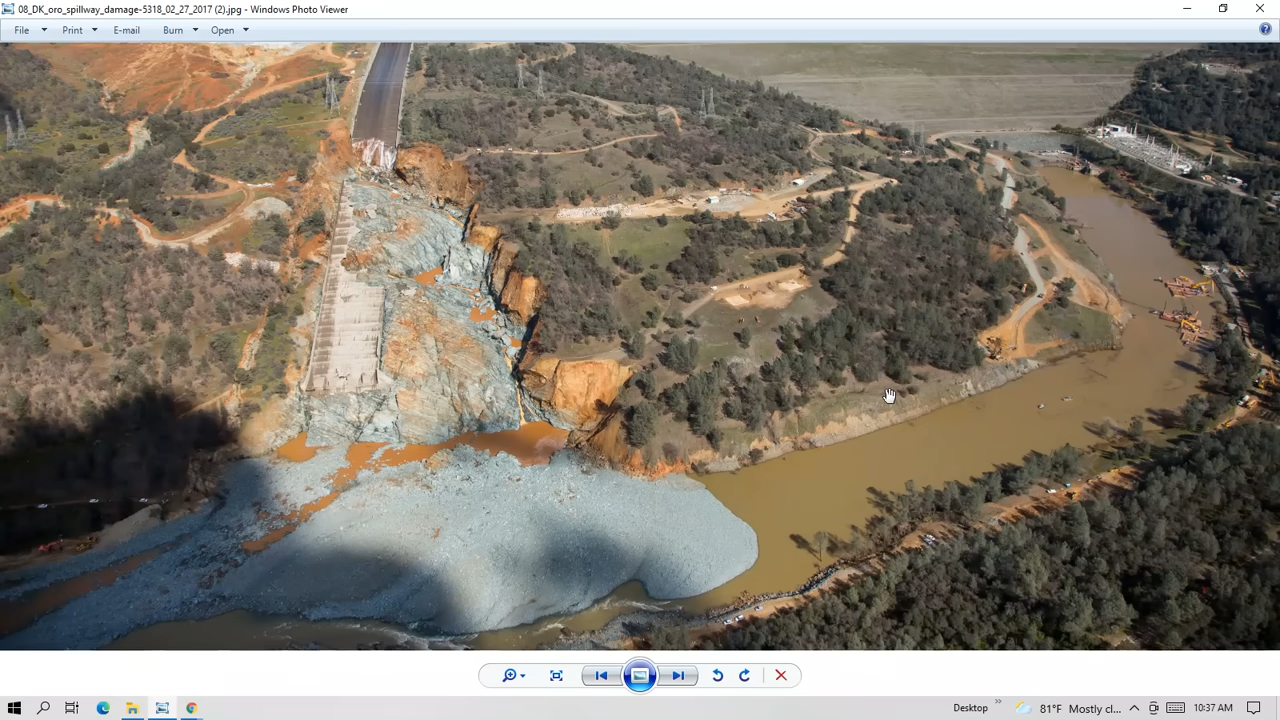 08_DK_oro_spillway_damage-5318_02_27_2017 (2).jpg - Windows Photo Viewer
File Print E-mail Burn Open
Desktop 81°F Mostly cl... 10:37 AM